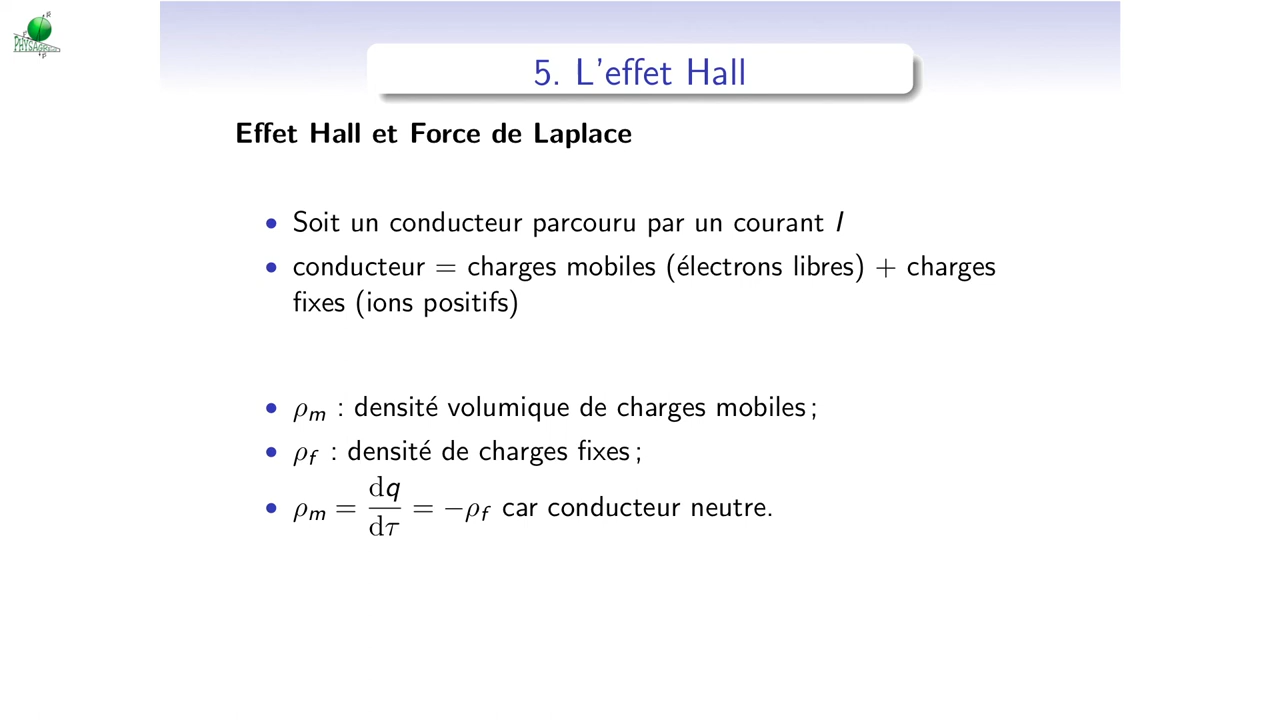 5. L'effet Hall
Effet Hall et Force de Laplace
• Soit un conducteur parcouru par un courant I
• conducteur = charges mobiles (électrons libres) + charges
fixes (ions positifs)
• ρₘ : densité volumique de charges mobiles ;
• ρ_f : densité de charges fixes ;
• ρₘ = dq/dτ = −ρ_f car conducteur neutre.